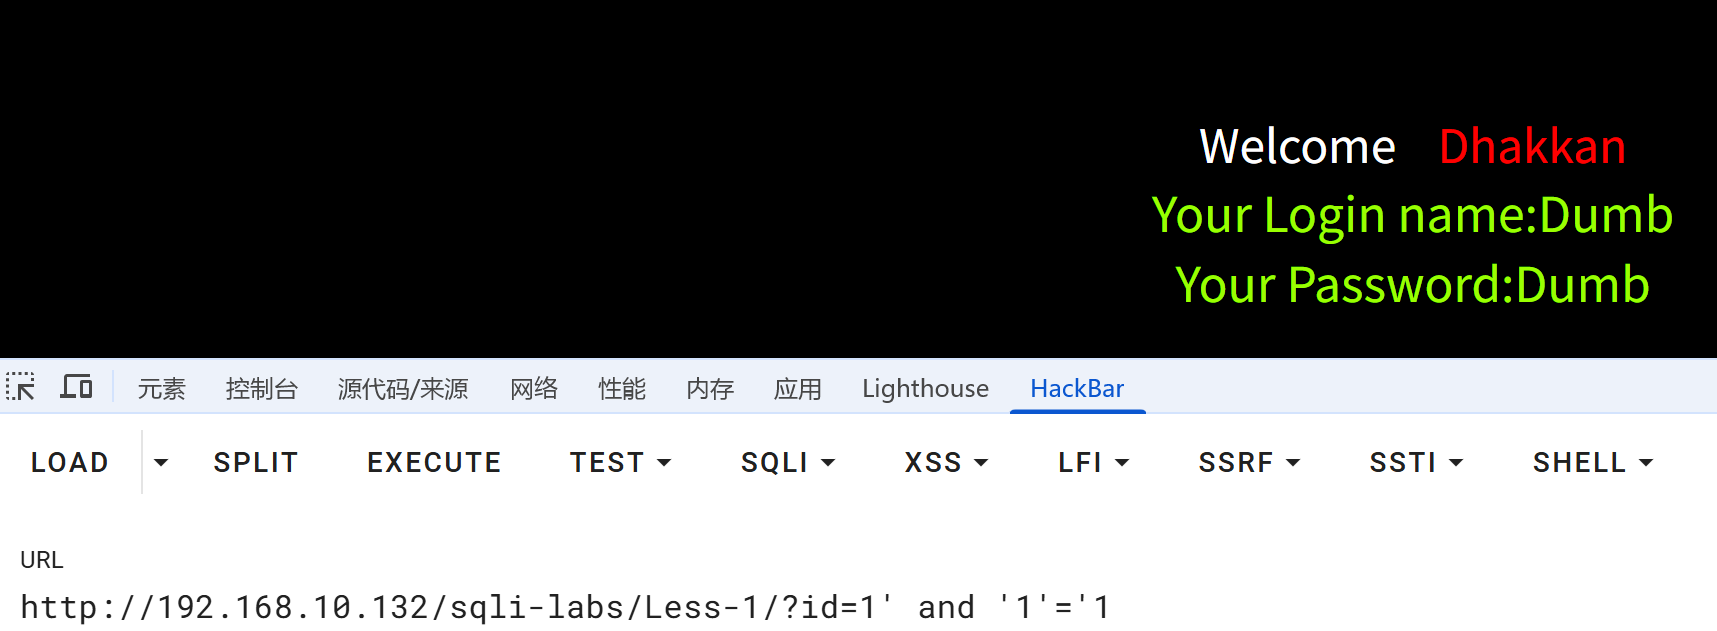 Welcome Dhakkan
Your Login name:Dumb
Your Password:Dumb
元素 控制台 源代码/来源 网络 性能 内存 应用 Lighthouse HackBar
LOAD SPLIT EXECUTE TEST SQLI XSS LFI SSRF SSTI SHELL
URL
http://192.168.10.132/sqli-labs/Less-1/?id=1' and '1'='1